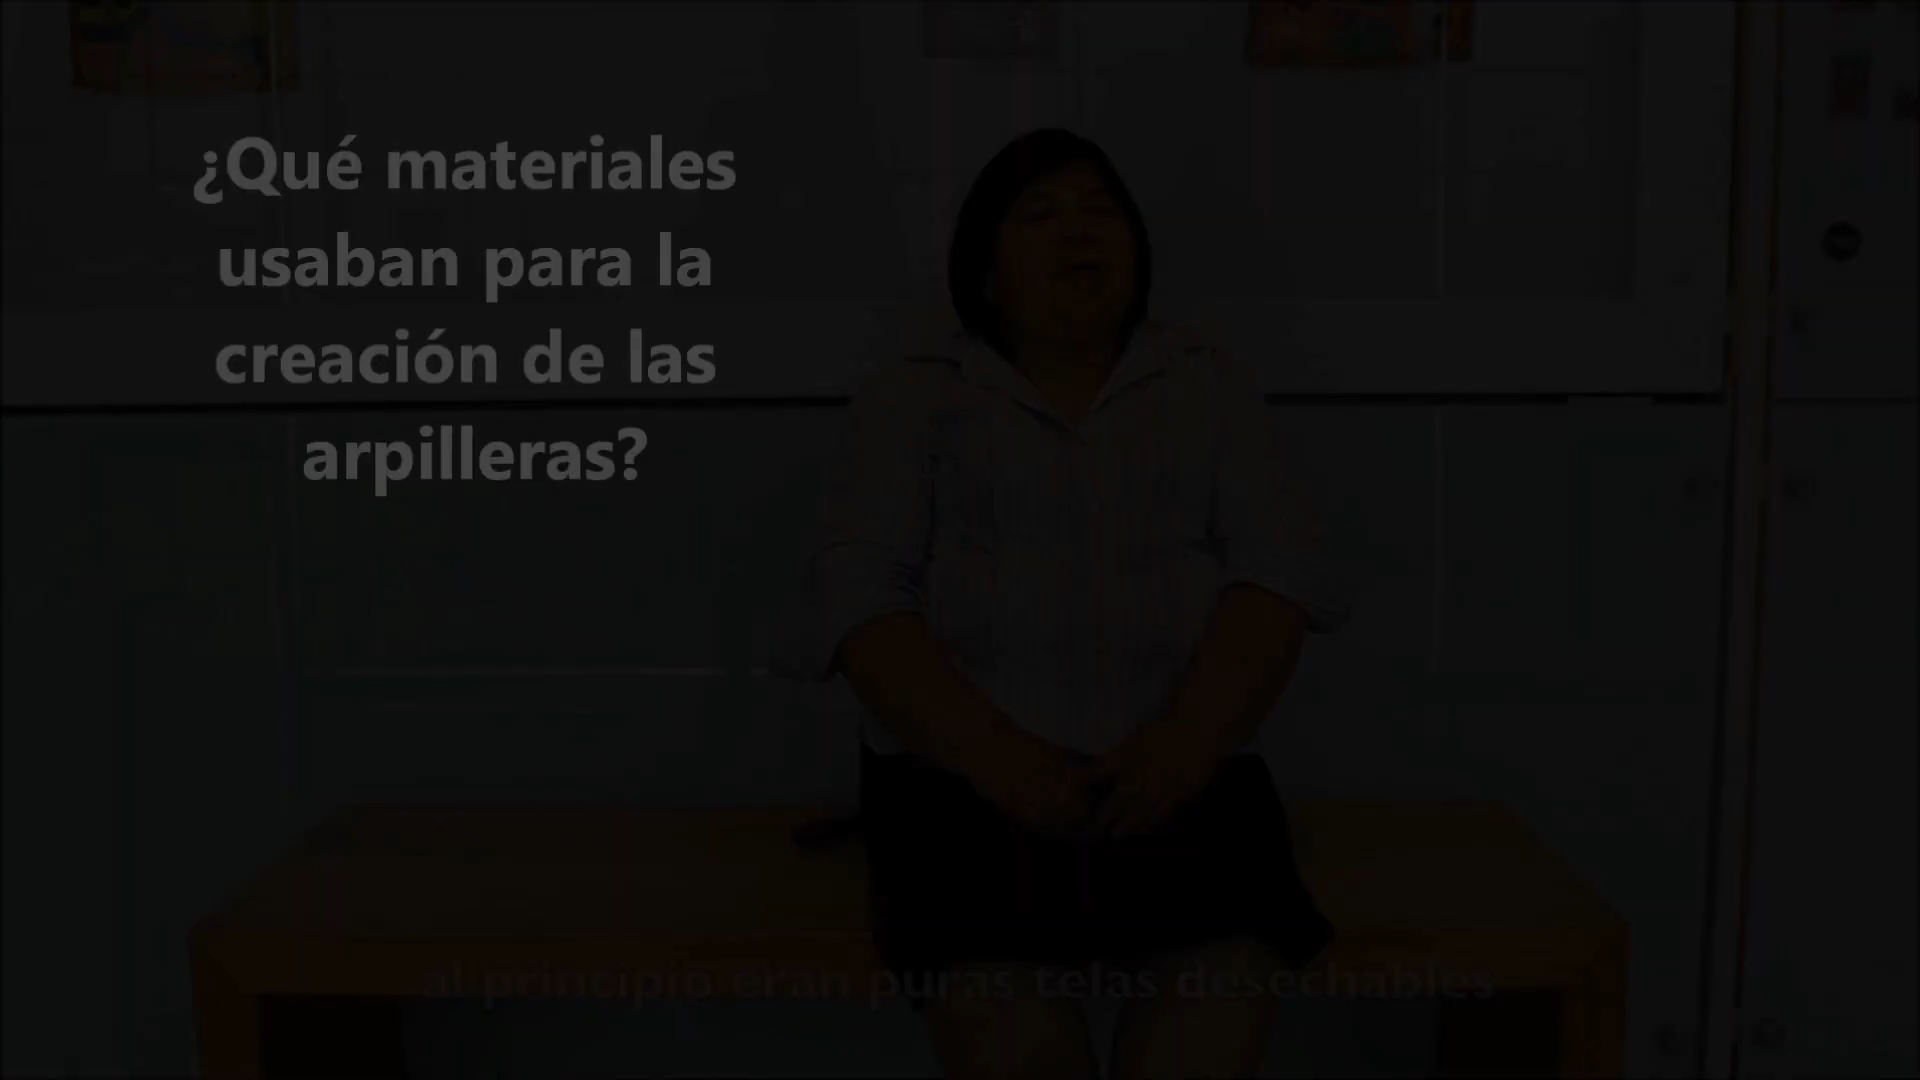 ¿Qué materiales
usaban para la
creación de las
arpilleras?
al principio eran puras telas desechables